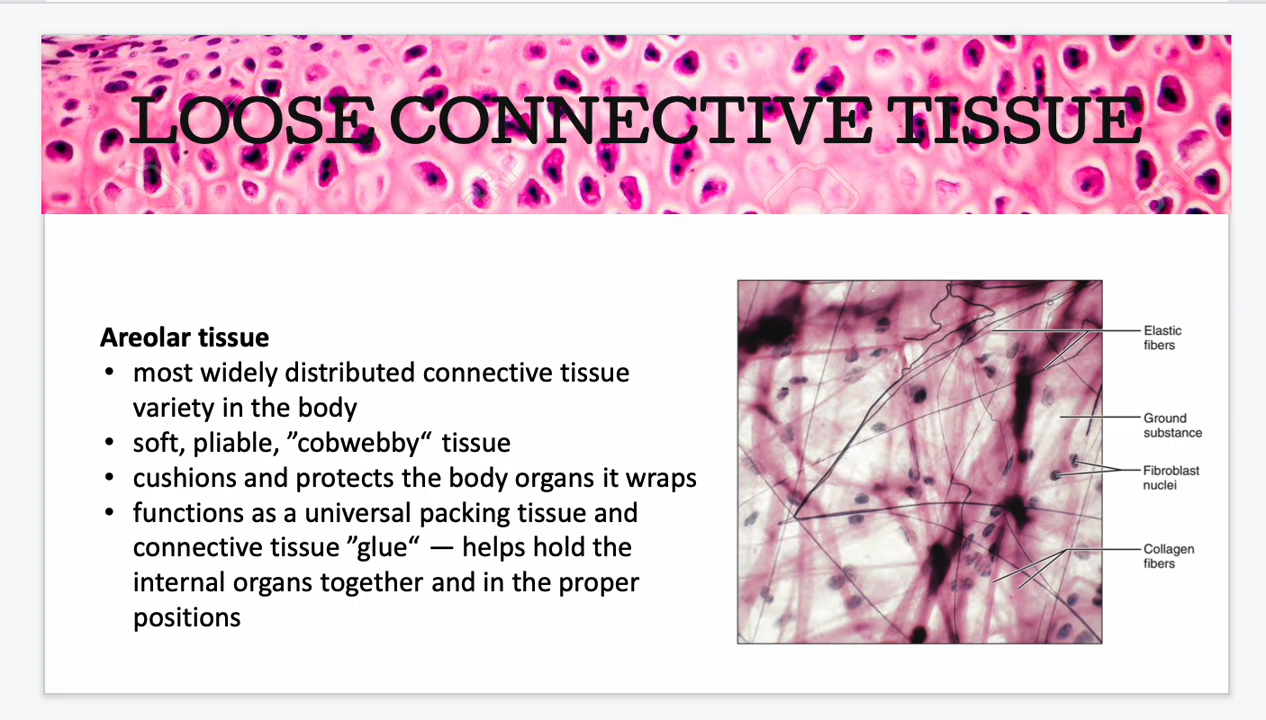 LOOSE CONNECTIVE TISSUE
Areolar tissue
• most widely distributed connective tissue
variety in the body
• soft, pliable, ”cobwebby“ tissue
• cushions and protects the body organs it wraps
• functions as a universal packing tissue and
connective tissue ”glue“ — helps hold the
internal organs together and in the proper
positions
Elastic
fibers
Ground
substance
Fibroblast
nuclei
Collagen
fibers